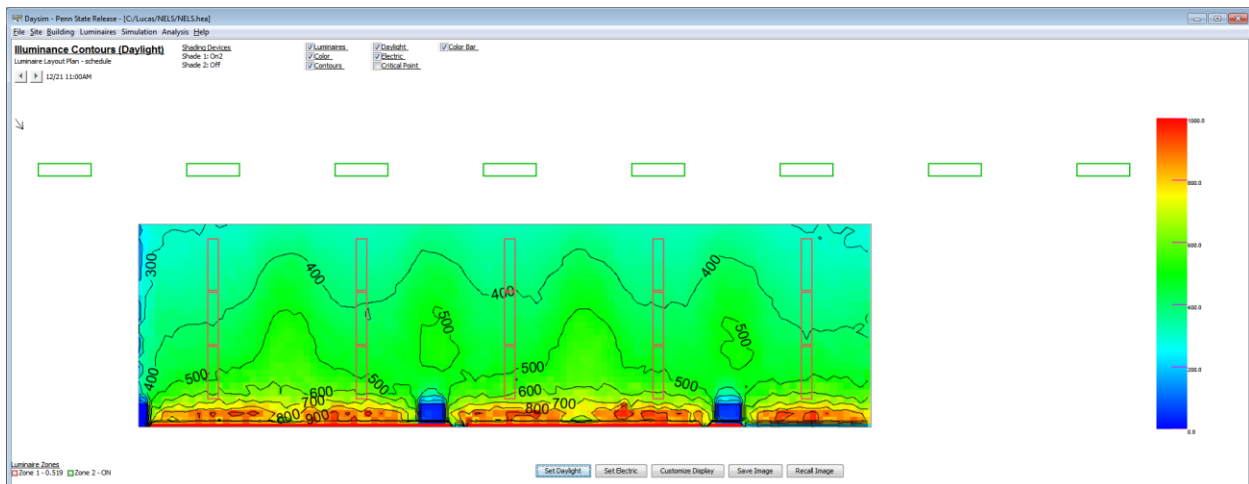 Daysim - Penn State Release - [C:/Lucas/NELS/NELS.hea]
File Site Building Luminaires Simulation Analysis Help
Illuminance Contours (Daylight)
Luminaire Layout Plan - schedule
12/21 11:00AM
Shading Devices
Shade 1: On2
Shade 2: Off
Luminaires Daylight Color Bar
Color Electric
Contours Critical Point
1000.0
800.0
600.0
400.0
200.0
0.0
300
400
400
400
500
500
400
500
500
500
500
600
700
800
900
600
700
800
Luminaire Zones
Zone 1 - 0.519 Zone 2 - ON
Set Daylight Set Electric Customize Display Save Image Recall Image